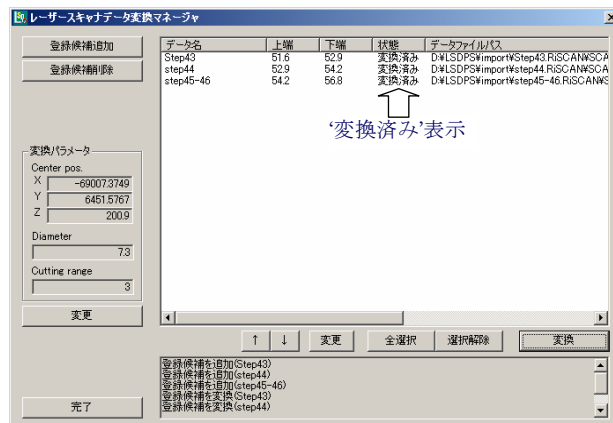 レーザースキャナデータ変換マネージャ
登録候補追加
登録候補削除
データ名 上端 下端 状態 データファイルパス
Step43 51.6 52.9 変換済み D:¥LSDPS¥import¥Step43.RiSCAN¥SCA
step44 52.9 54.2 変換済み D:¥LSDPS¥import¥step44.RiSCAN¥SCA
step45-46 54.2 56.8 変換済み D:¥LSDPS¥import¥step45-46.RiSCAN¥S
‘変換済み’表示
変換パラメータ
Center pos.
X -69007.3749
Y 6451.5767
Z 200.9
Diameter
7.3
Cutting range
3
変更
↑ ↓ 変更 全選択 選択解除 変換
登録候補を追加(Step43)
登録候補を追加(step44)
登録候補を追加(step45-46)
登録候補を変換(Step43)
登録候補を変換(step44)
完了